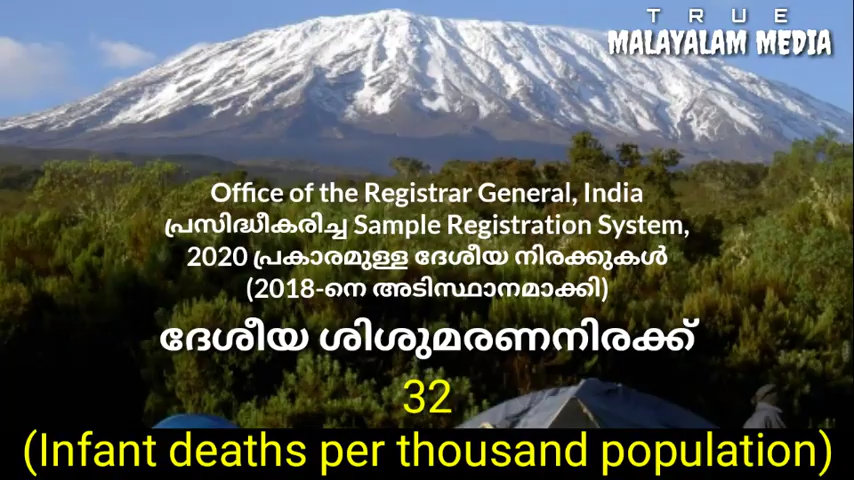 TRUE
MALAYALAM MEDIA
Office of the Registrar General, India
പ്രസിദ്ധീകരിച്ച Sample Registration System,
2020 പ്രകാരമുള്ള ദേശീയ നിരക്കുകൾ
(2018-നെ അടിസ്ഥാനമാക്കി)
ദേശീയ ശിശുമരണനിരക്ക്
32
(Infant deaths per thousand population)